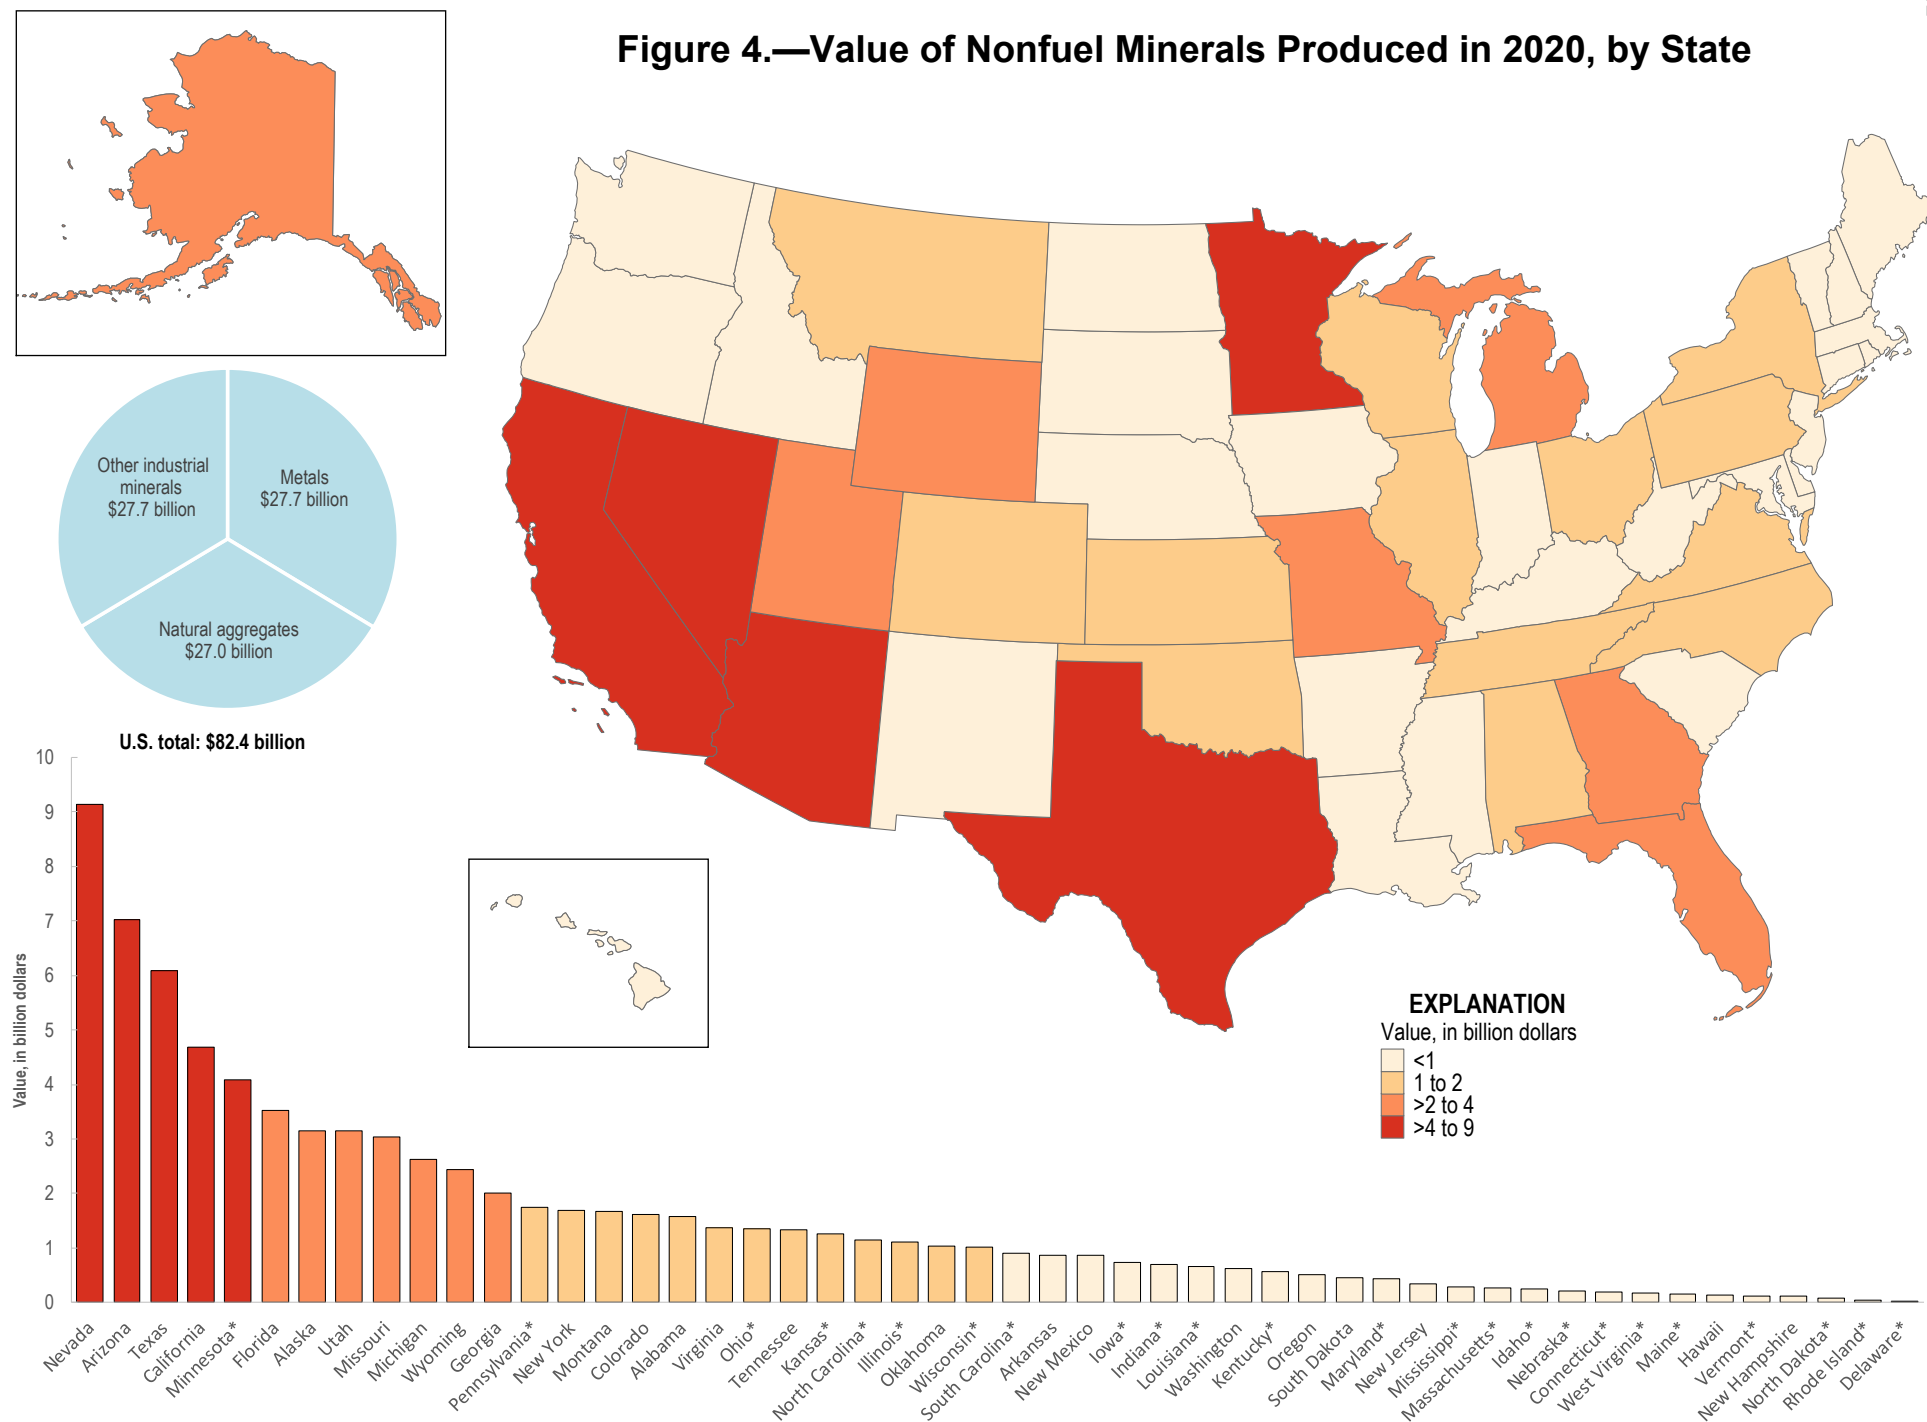 Figure 4.—Value of Nonfuel Minerals Produced in 2020, by State
Other industrial
minerals
$27.7 billion
Metals
$27.7 billion
Natural aggregates
$27.0 billion
U.S. total: $82.4 billion
Value, in billion dollars
10
9
8
7
6
5
4
3
2
1
0
Nevada
Arizona
Texas
California
Minnesota*
Florida
Alaska
Utah
Missouri
Michigan
Wyoming
Georgia
Pennsylvania*
New York
Montana
Colorado
Alabama
Virginia
Ohio*
Tennessee
Kansas*
North Carolina*
Illinois*
Oklahoma
Wisconsin*
South Carolina*
Arkansas
New Mexico
Iowa*
Indiana*
Louisiana*
Washington
Kentucky*
Oregon
South Dakota
Maryland*
New Jersey
Mississippi*
Massachusetts*
Idaho*
Nebraska*
Connecticut*
West Virginia*
Maine*
Hawaii
Vermont*
New Hampshire
North Dakota*
Rhode Island*
Delaware*
EXPLANATION
Value, in billion dollars
<1
1 to 2
>2 to 4
>4 to 9